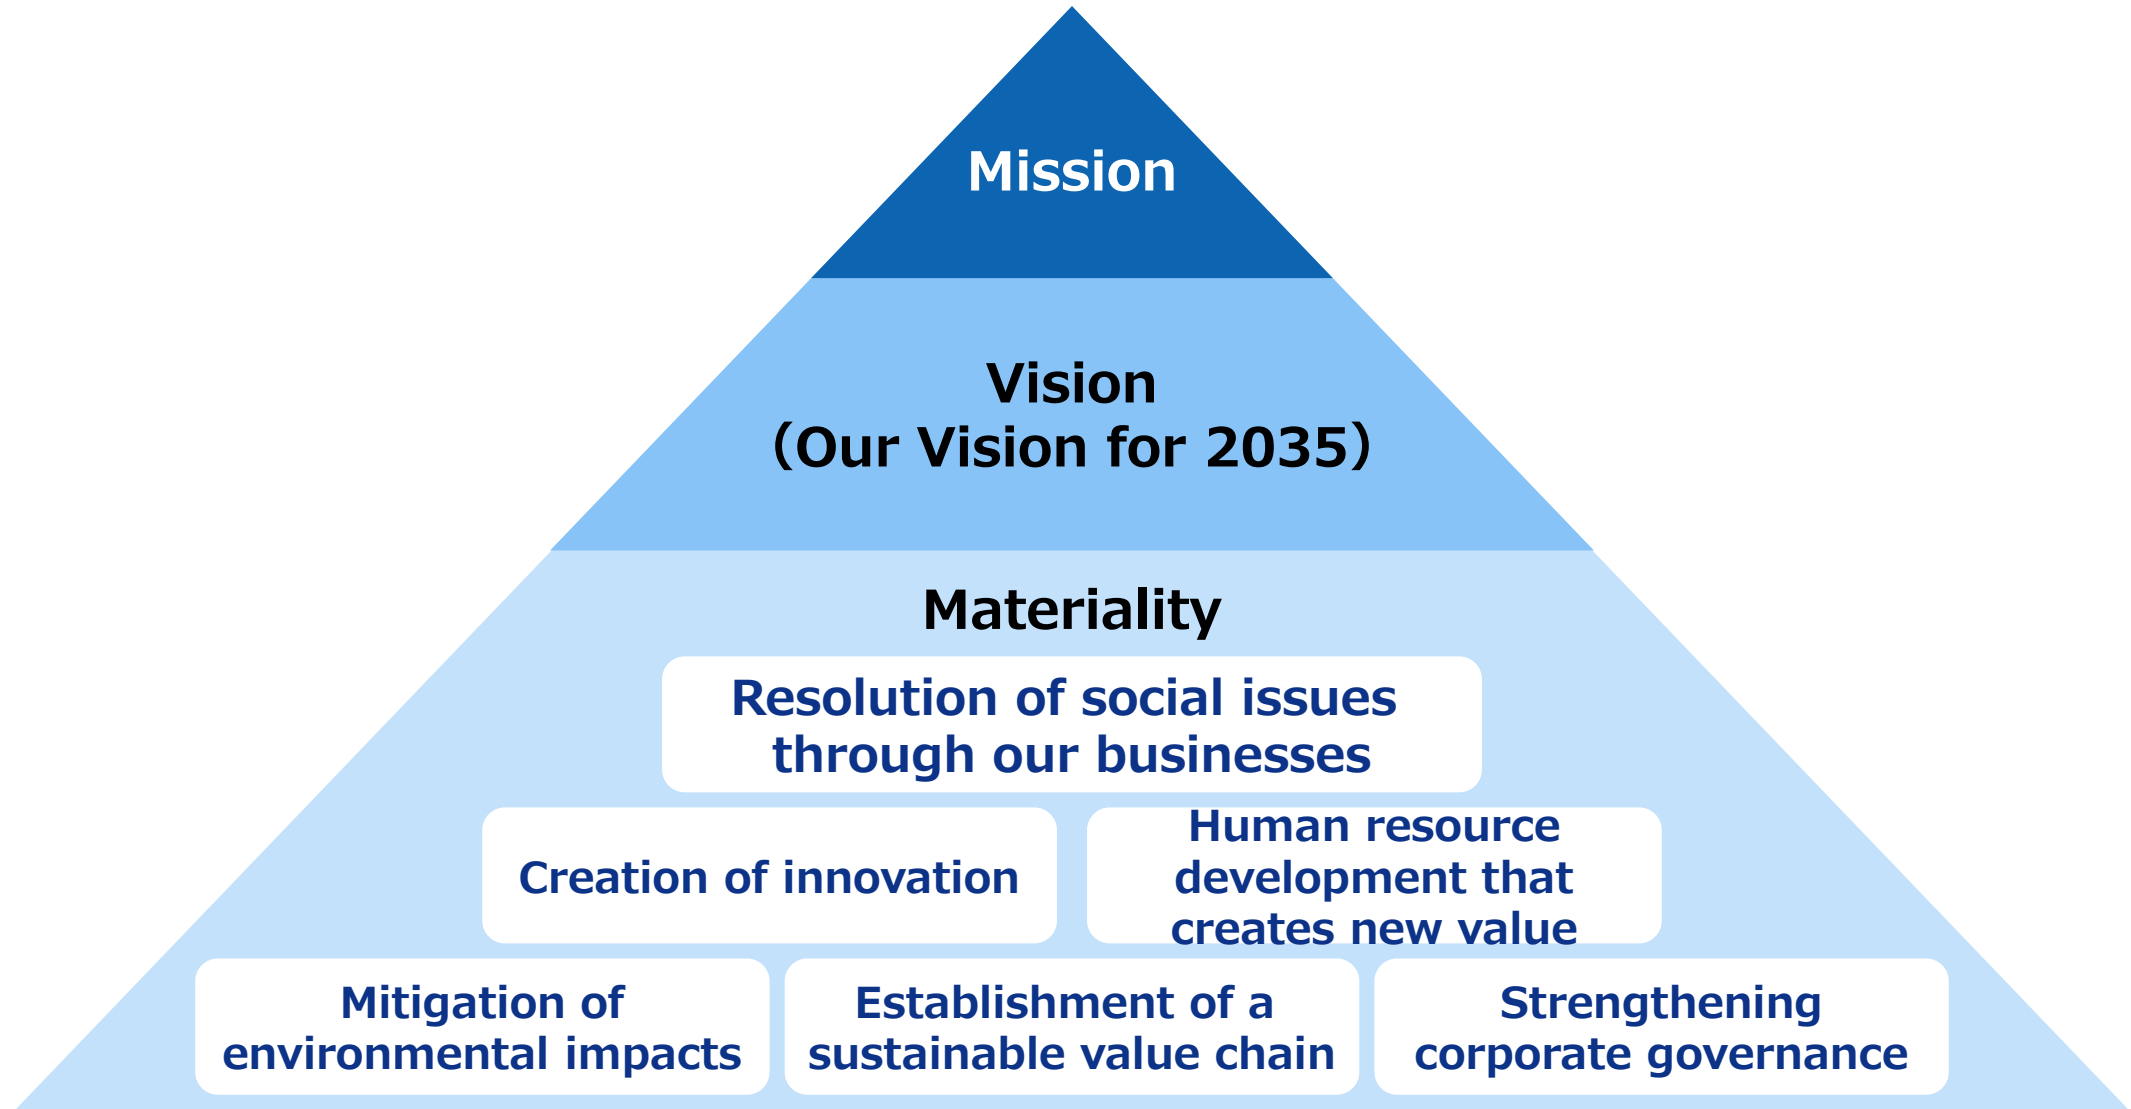 Mission
Vision
(Our Vision for 2035)
Materiality
Resolution of social issues
through our businesses
Creation of innovation
Human resource
development that
creates new value
Mitigation of
environmental impacts
Establishment of a
sustainable value chain
Strengthening
corporate governance